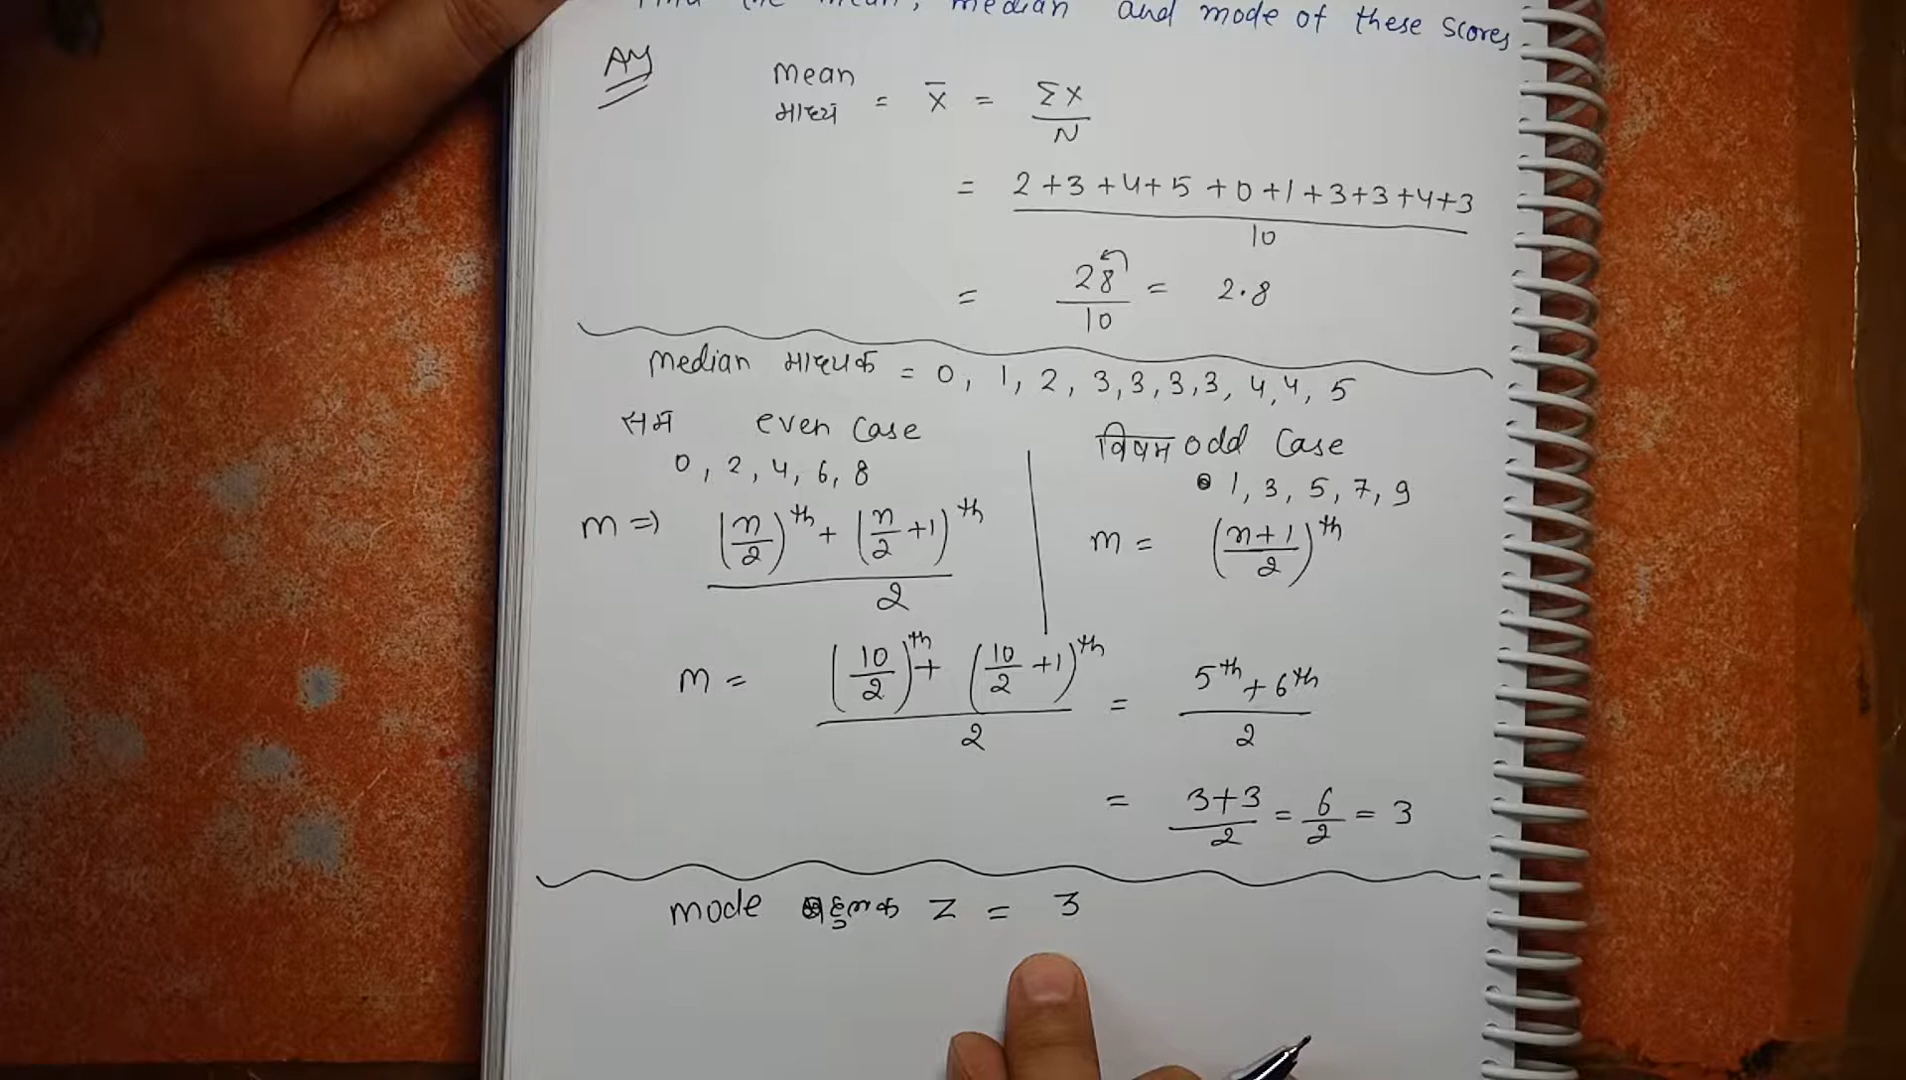 Find the mean, median and mode of these scores
Ans
Mean
माध्य = X̄ = ΣX/N
= (2+3+4+5+0+1+3+3+4+3)/10
= 28/10 = 2.8
Median माध्यक = 0, 1, 2, 3, 3, 3, 3, 4, 4, 5
सम even case
0, 2, 4, 6, 8
m ⇒ ((n/2)th + (n/2 + 1)th)/2
विषम odd case
1, 3, 5, 7, 9
m = ((n+1)/2)th
m = ((10/2)th + (10/2 + 1)th)/2 = (5th + 6th)/2
= (3+3)/2 = 6/2 = 3
mode बहुलक Z = 3